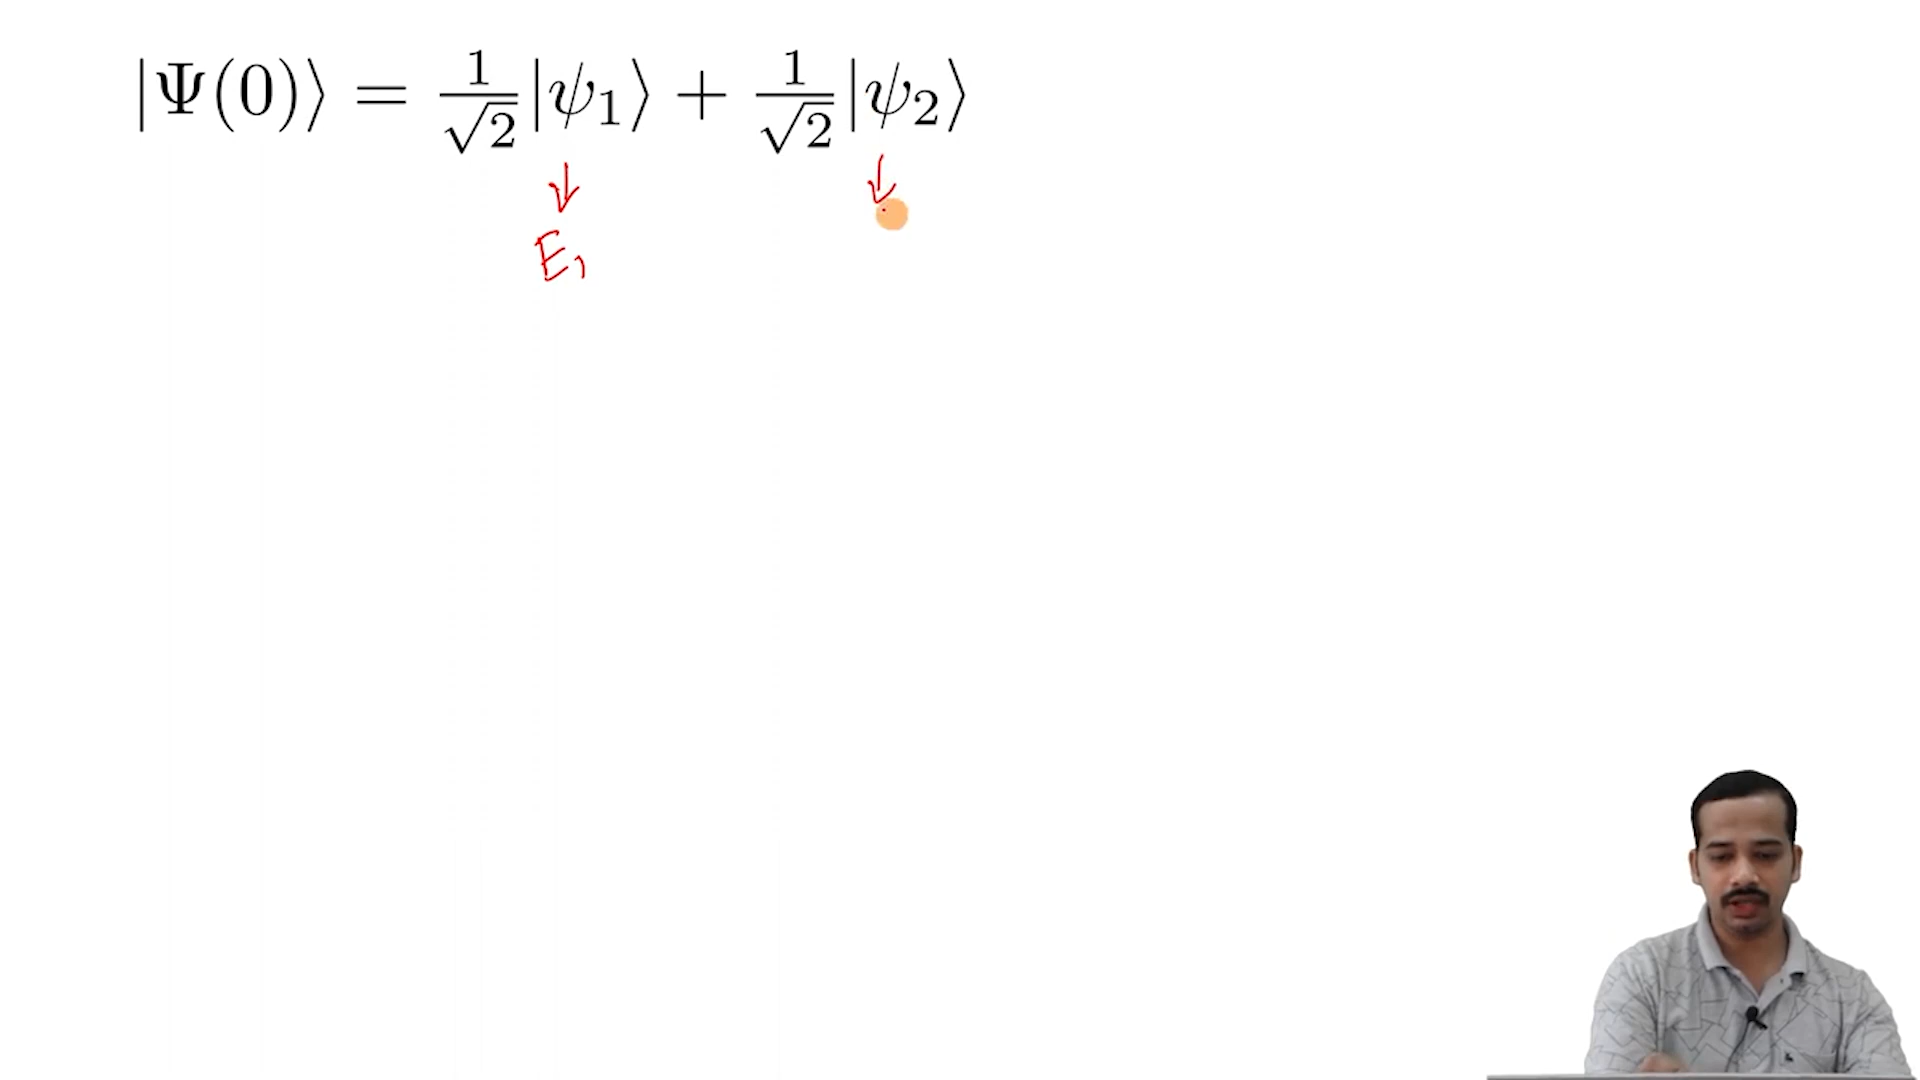 |Ψ(0)⟩ = 1/√2 |ψ₁⟩ + 1/√2 |ψ₂⟩
↓ ↓
E₁